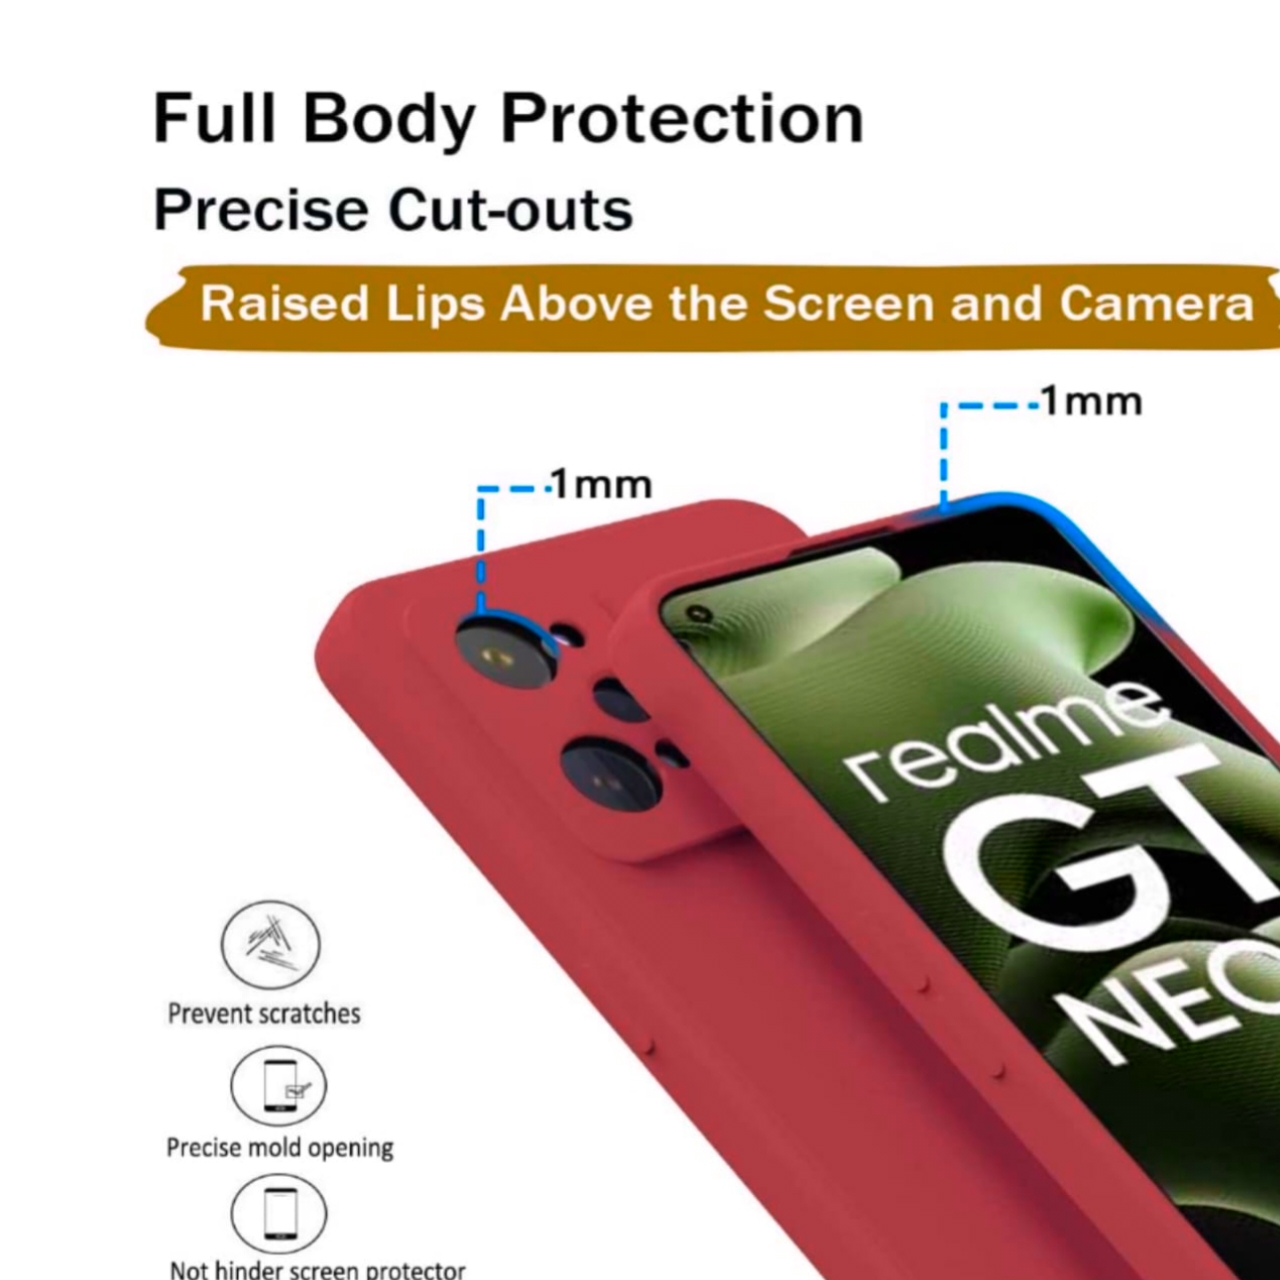 Full Body Protection
Precise Cut-outs
Raised Lips Above the Screen and Camera
1mm
1mm
realme
GT
NEO
Prevent scratches
Precise mold opening
Not hinder screen protector